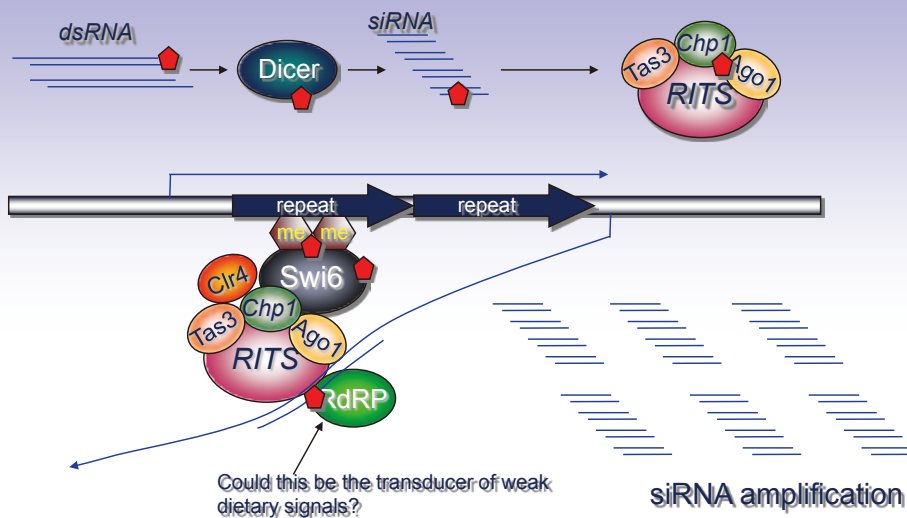 dsRNA
siRNA
Dicer
Tas3
Chp1
Ago1
RITS
repeat
repeat
me
me
Swi6
Clr4
Chp1
Tas3
Ago1
RITS
RdRP
Could this be the transducer of weak
dietary signals?
siRNA amplification